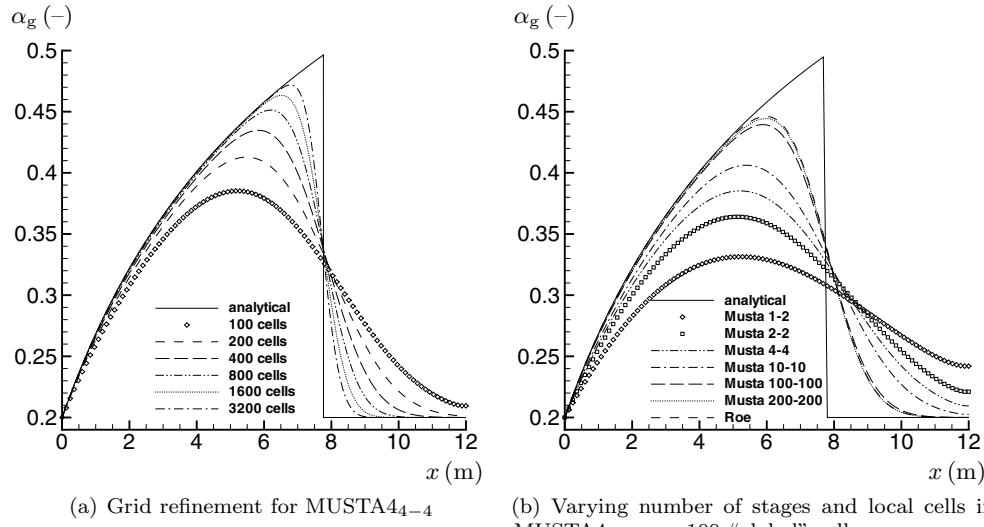 αg (–)
0.5
0.45
0.4
0.35
0.3
0.25
0.2
0 2 4 6 8 10 12
x (m)
analytical
100 cells
200 cells
400 cells
800 cells
1600 cells
3200 cells
(a) Grid refinement for MUSTA4₄₋₄
αg (–)
0.5
0.45
0.4
0.35
0.3
0.25
0.2
0 2 4 6 8 10 12
x (m)
analytical
Musta 1-2
Musta 2-2
Musta 4-4
Musta 10-10
Musta 100-100
Musta 200-200
Roe
(b) Varying number of stages and local cells in